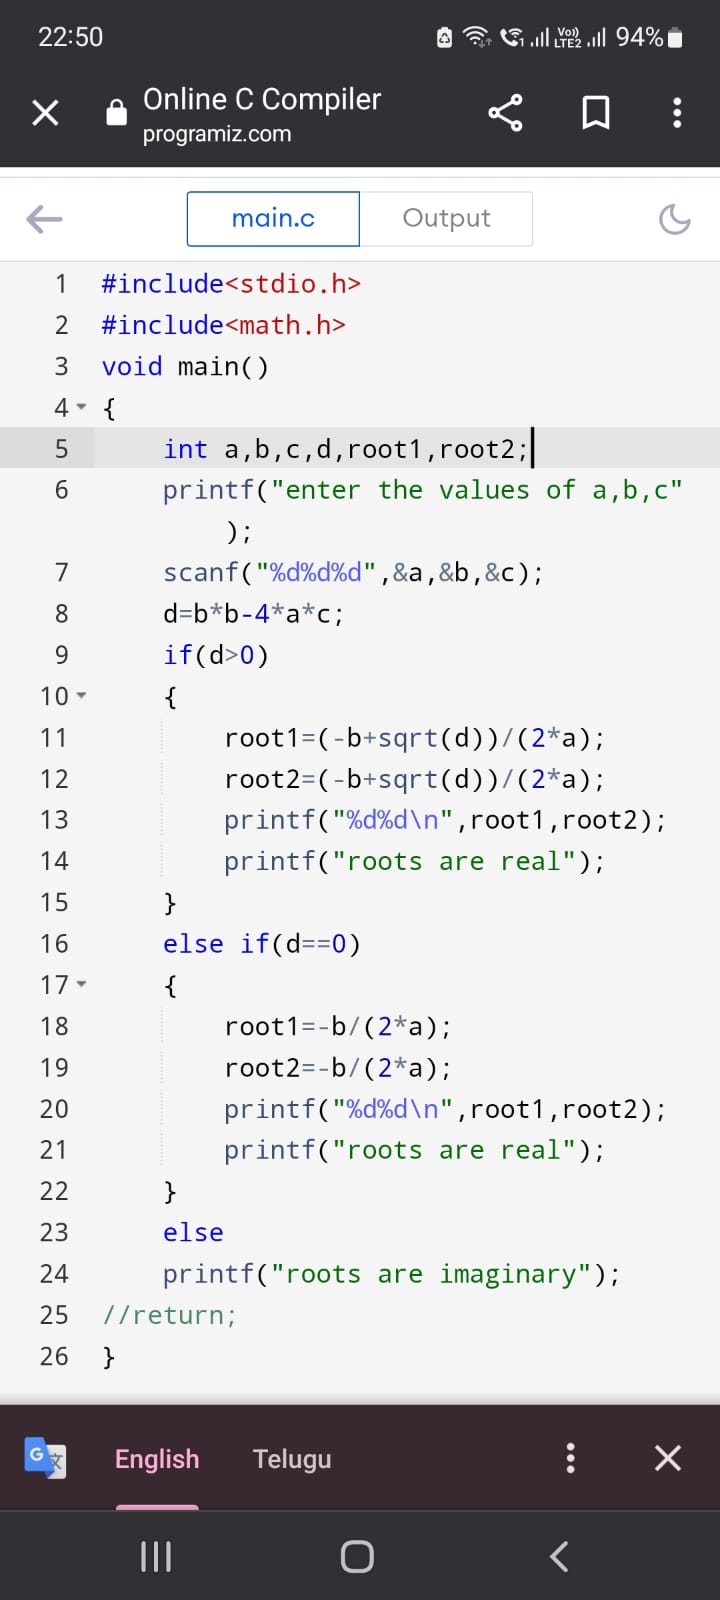 22:50 Vo)) LTE2 94%
Online C Compiler
programiz.com
main.c Output
1 #include<stdio.h>
2 #include<math.h>
3 void main()
4 {
5 int a,b,c,d,root1,root2;
6 printf("enter the values of a,b,c"
);
7 scanf("%d%d%d",&a,&b,&c);
8 d=b*b-4*a*c;
9 if(d>0)
10 {
11 root1=(-b+sqrt(d))/(2*a);
12 root2=(-b+sqrt(d))/(2*a);
13 printf("%d%d\n",root1,root2);
14 printf("roots are real");
15 }
16 else if(d==0)
17 {
18 root1=-b/(2*a);
19 root2=-b/(2*a);
20 printf("%d%d\n",root1,root2);
21 printf("roots are real");
22 }
23 else
24 printf("roots are imaginary");
25 //return;
26 }
G 文 English Telugu